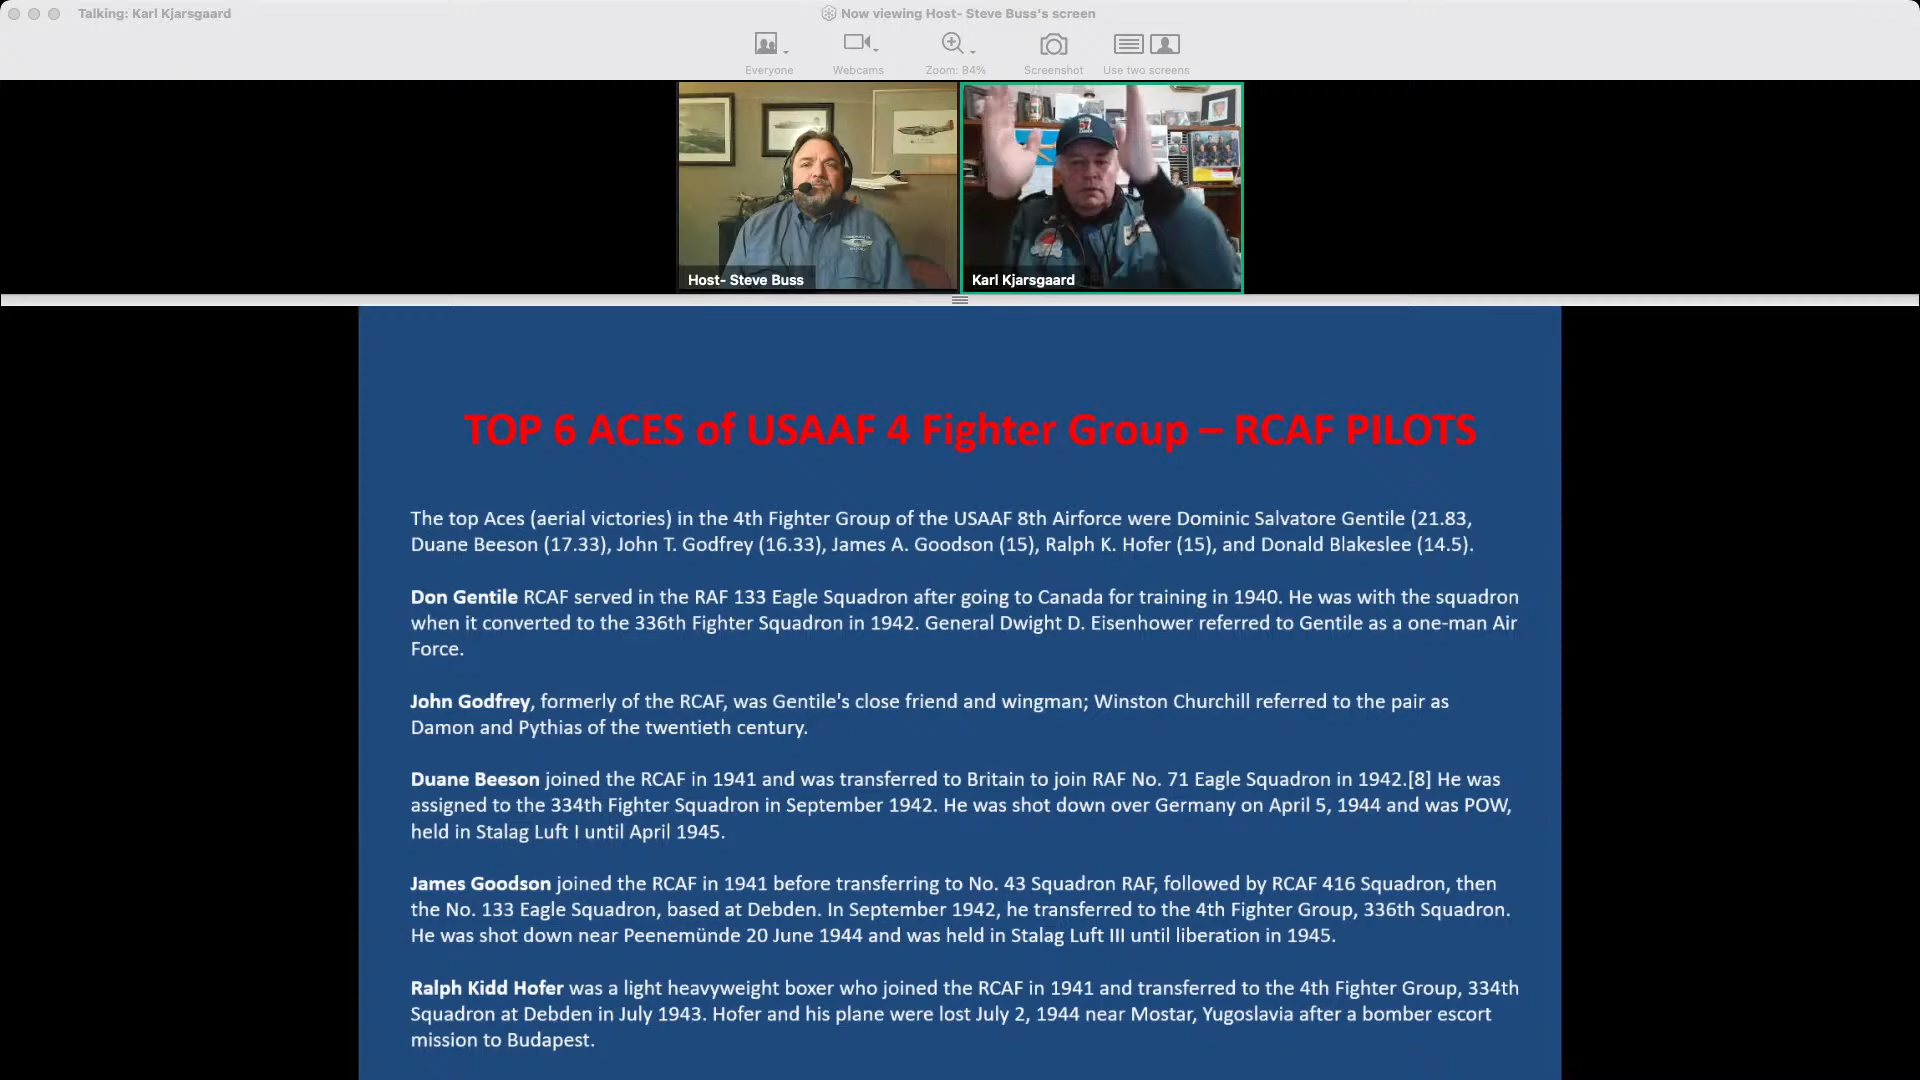 Talking: Karl Kjarsgaard
Now viewing Host- Steve Buss's screen
Everyone
Webcams
Zoom: 84%
Screenshot
Use two screens
Host- Steve Buss
Karl Kjarsgaard
TOP 6 ACES of USAAF 4 Fighter Group – RCAF PILOTS
The top Aces (aerial victories) in the 4th Fighter Group of the USAAF 8th Airforce were Dominic Salvatore Gentile (21.83,
Duane Beeson (17.33), John T. Godfrey (16.33), James A. Goodson (15), Ralph K. Hofer (15), and Donald Blakeslee (14.5).
Don Gentile RCAF served in the RAF 133 Eagle Squadron after going to Canada for training in 1940. He was with the squadron
when it converted to the 336th Fighter Squadron in 1942. General Dwight D. Eisenhower referred to Gentile as a one-man Air
Force.
John Godfrey, formerly of the RCAF, was Gentile's close friend and wingman; Winston Churchill referred to the pair as
Damon and Pythias of the twentieth century.
Duane Beeson joined the RCAF in 1941 and was transferred to Britain to join RAF No. 71 Eagle Squadron in 1942.[8] He was
assigned to the 334th Fighter Squadron in September 1942. He was shot down over Germany on April 5, 1944 and was POW,
held in Stalag Luft I until April 1945.
James Goodson joined the RCAF in 1941 before transferring to No. 43 Squadron RAF, followed by RCAF 416 Squadron, then
the No. 133 Eagle Squadron, based at Debden. In September 1942, he transferred to the 4th Fighter Group, 336th Squadron.
He was shot down near Peenemünde 20 June 1944 and was held in Stalag Luft III until liberation in 1945.
Ralph Kidd Hofer was a light heavyweight boxer who joined the RCAF in 1941 and transferred to the 4th Fighter Group, 334th
Squadron at Debden in July 1943. Hofer and his plane were lost July 2, 1944 near Mostar, Yugoslavia after a bomber escort
mission to Budapest.